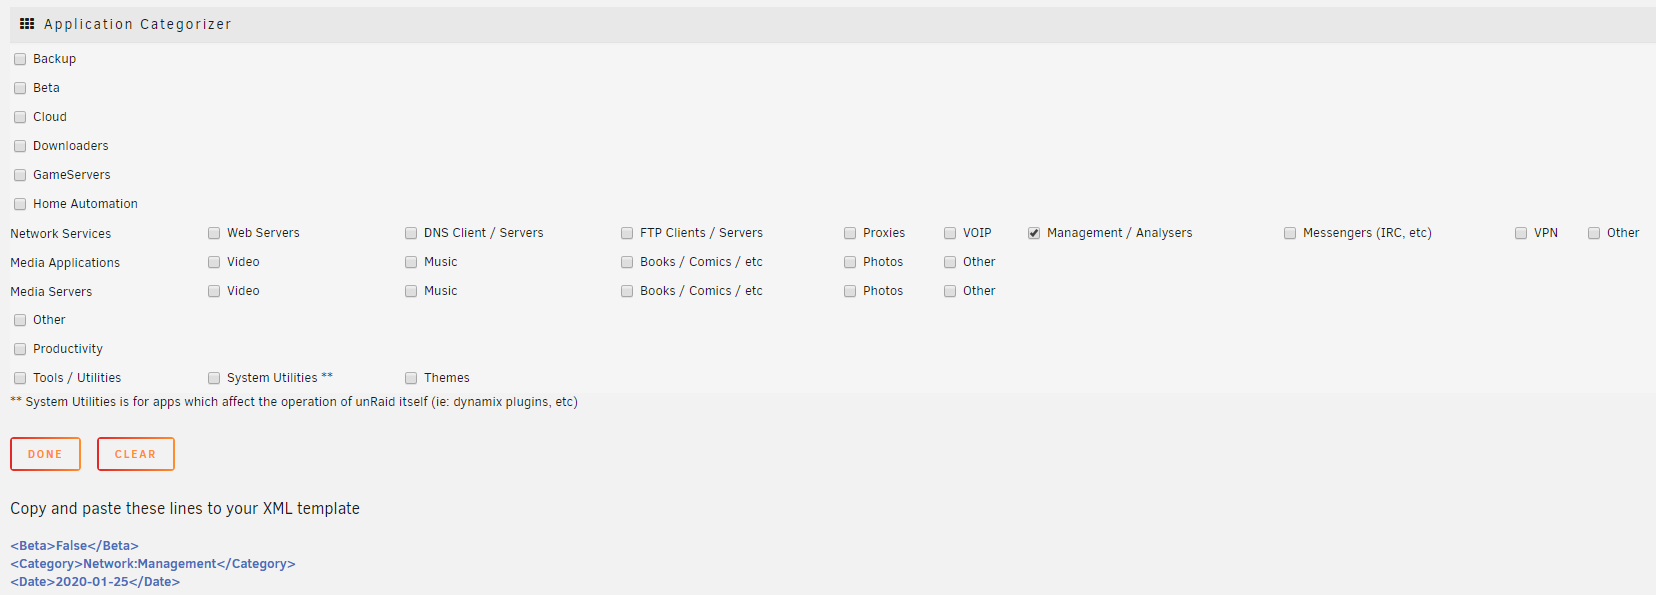 Application Categorizer
Backup
Beta
Cloud
Downloaders
GameServers
Home Automation
Network Services Web Servers DNS Client / Servers FTP Clients / Servers Proxies VOIP Management / Analysers Messengers (IRC, etc) VPN Other
Media Applications Video Music Books / Comics / etc Photos Other
Media Servers Video Music Books / Comics / etc Photos Other
Other
Productivity
Tools / Utilities System Utilities ** Themes
** System Utilities is for apps which affect the operation of unRaid itself (ie: dynamix plugins, etc)
DONE CLEAR
Copy and paste these lines to your XML template
<Beta>False</Beta>
<Category>Network:Management</Category>
<Date>2020-01-25</Date>